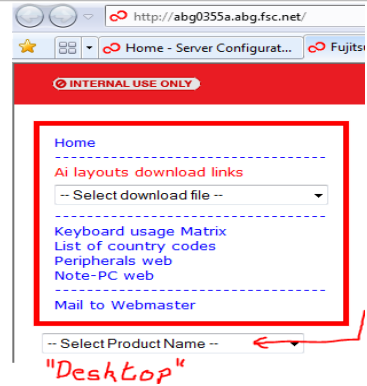 http://abg0355a.abg.fsc.net/
Home - Server Configurat...
Fujits
INTERNAL USE ONLY
Home
Ai layouts download links
-- Select download file --
Keyboard usage Matrix
List of country codes
Peripherals web
Note-PC web
Mail to Webmaster
-- Select Product Name --
"Desktop"